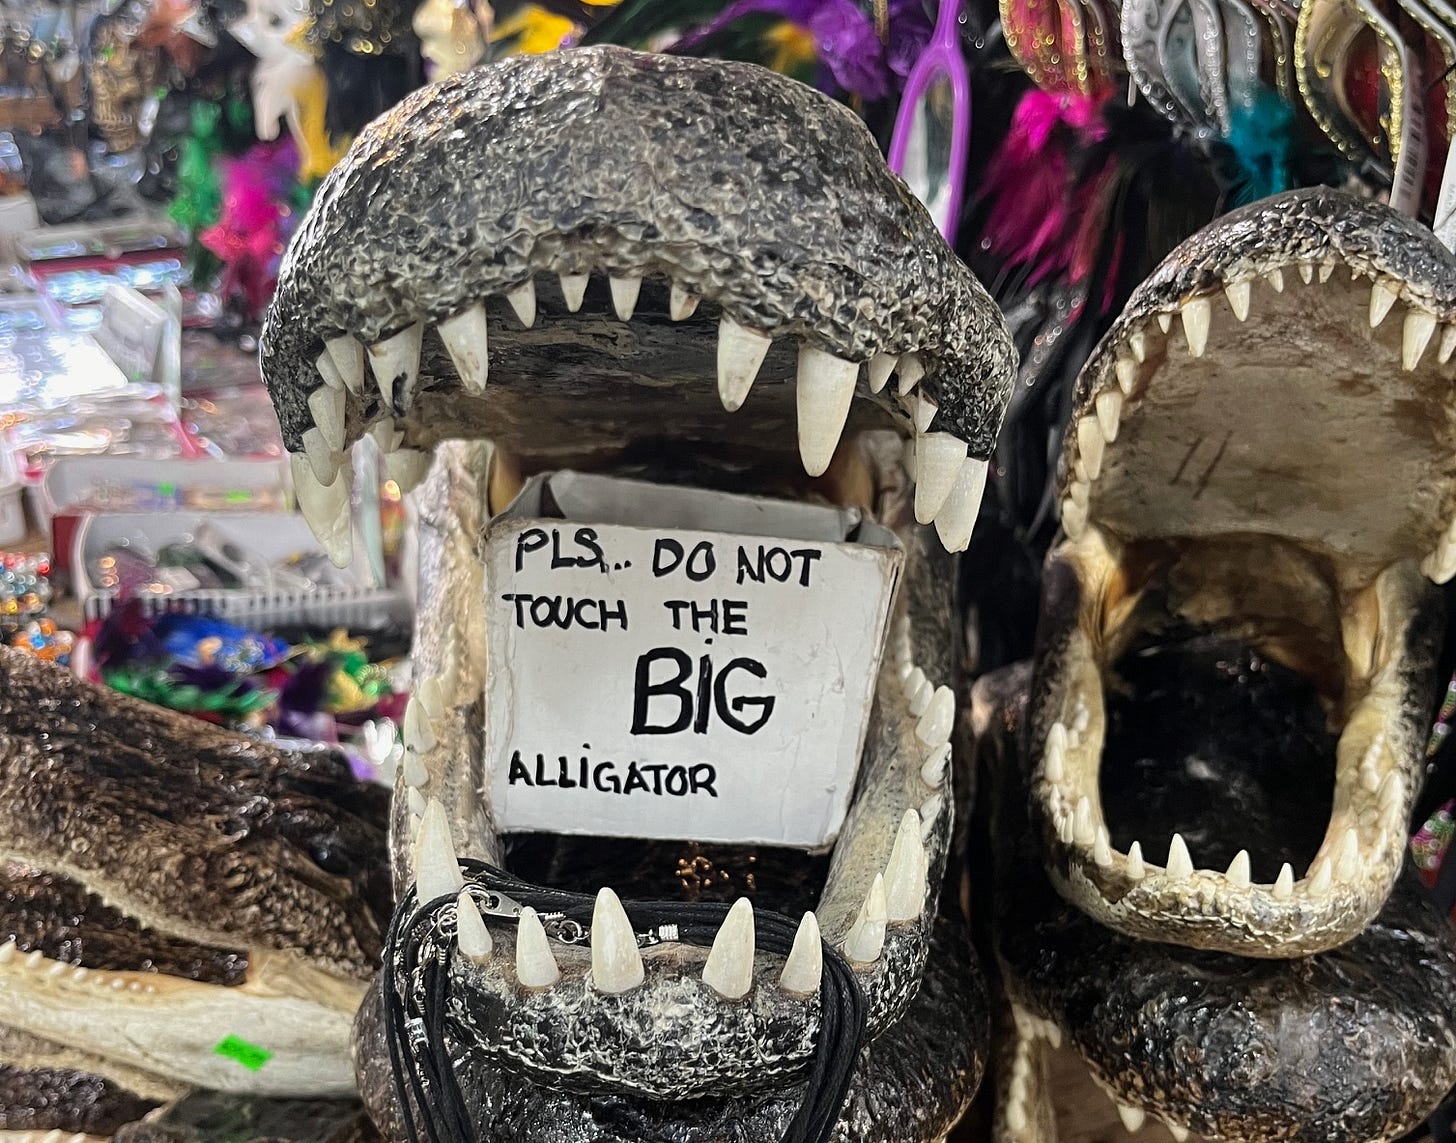 PLS.. DO NOT
TOUCH THE
BiG
ALLiGATOR